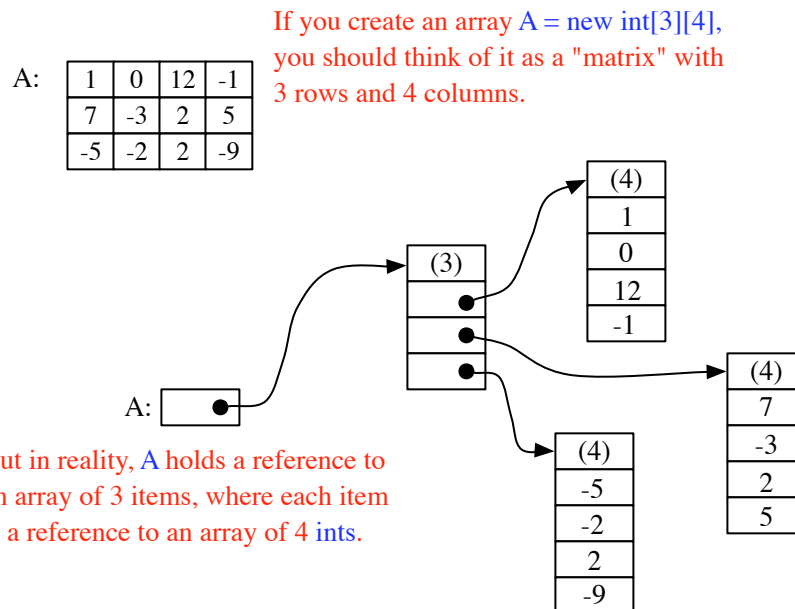 If you create an array A = new int[3][4],
you should think of it as a "matrix" with
3 rows and 4 columns.
A:
1 0 12 -1
7 -3 2 5
-5 -2 2 -9
(4)
1
0
12
-1
(3)
A:
(4)
7
-3
2
5
(4)
-5
-2
2
-9
ut in reality, A holds a reference to
array of 3 items, where each item
a reference to an array of 4 ints.